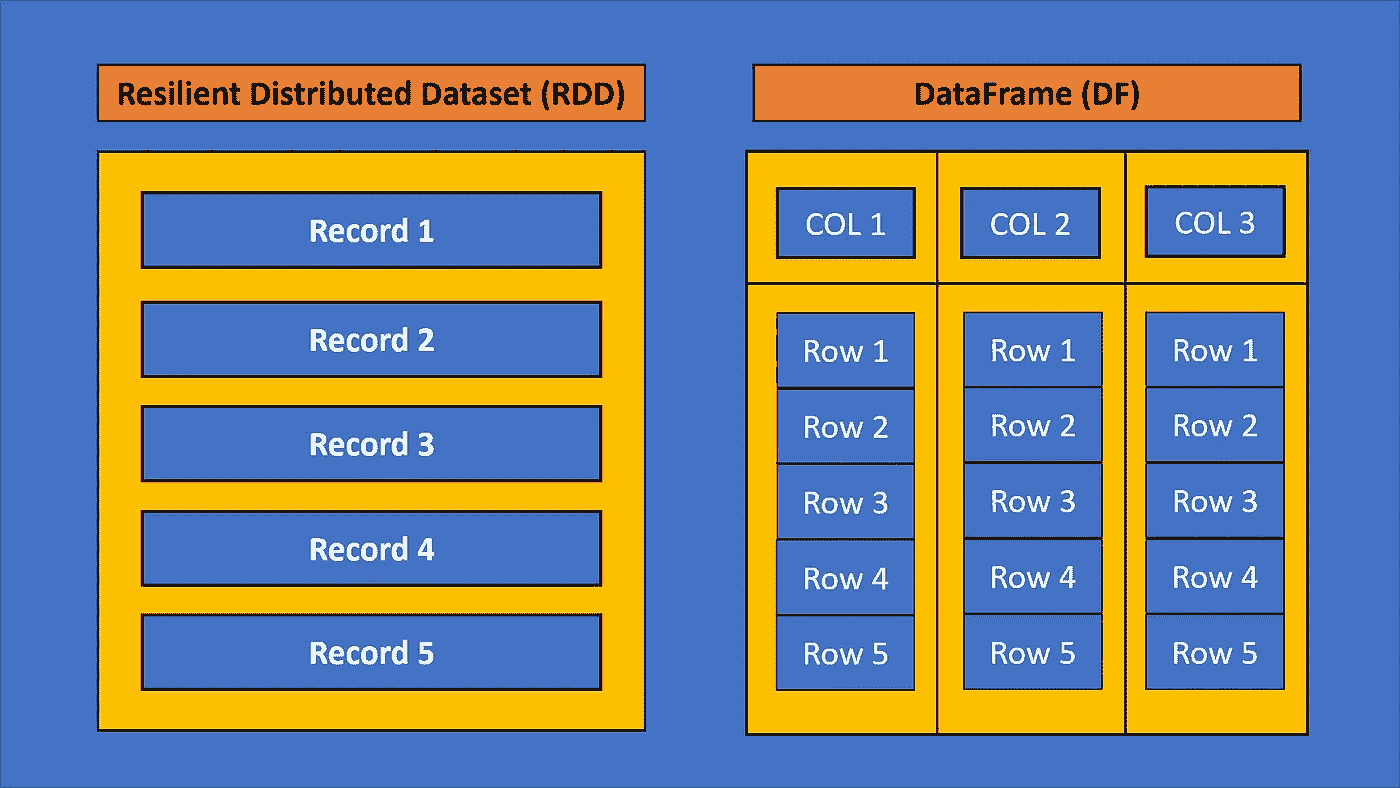 Resilient Distributed Dataset (RDD)
Record 1
Record 2
Record 3
Record 4
Record 5
DataFrame (DF)
COL 1 COL 2 COL 3
Row 1 Row 1 Row 1
Row 2 Row 2 Row 2
Row 3 Row 3 Row 3
Row 4 Row 4 Row 4
Row 5 Row 5 Row 5